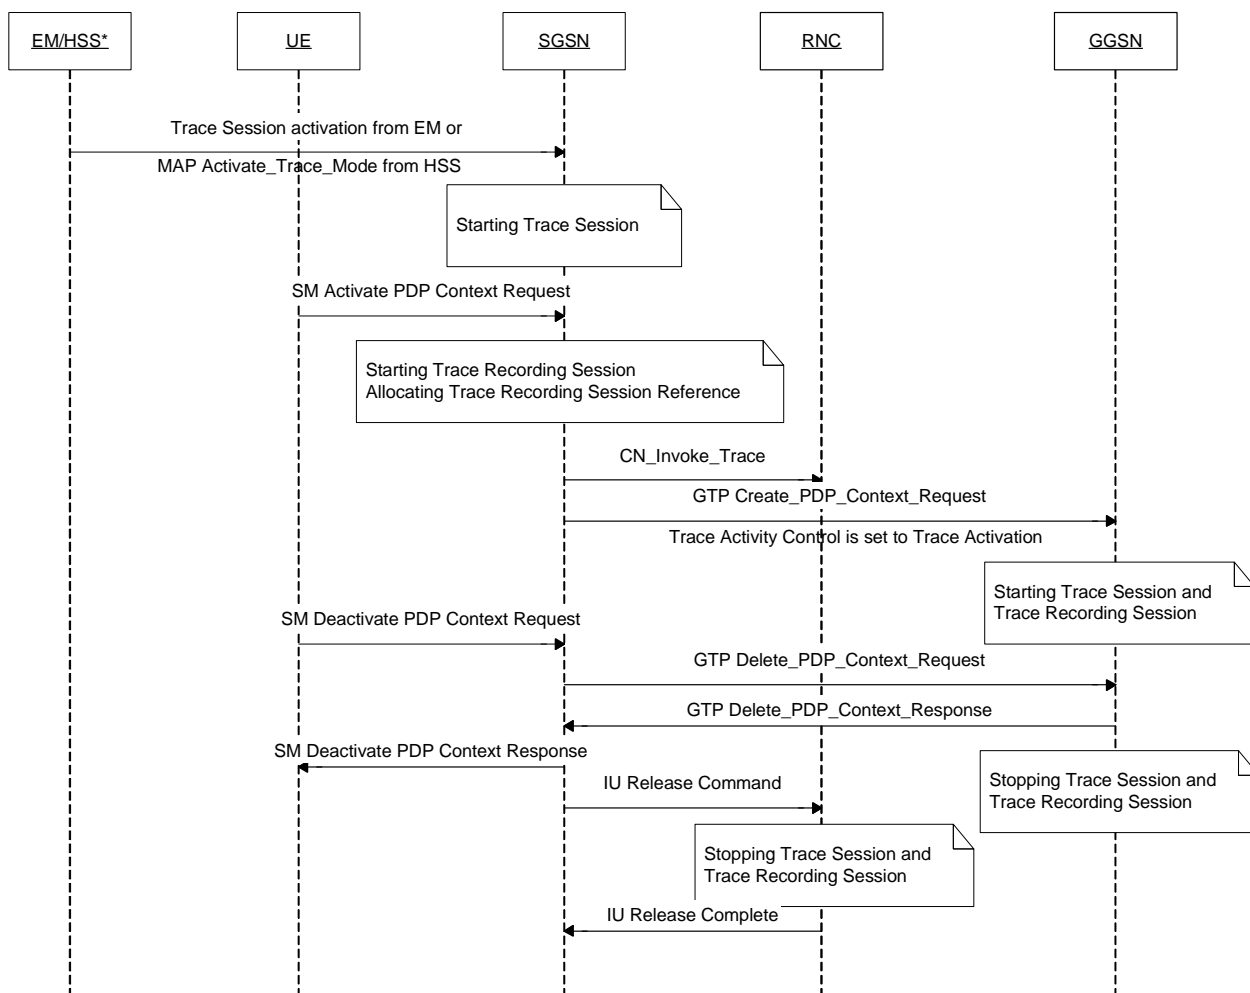 EM/HSS*
UE
SGSN
RNC
GGSN
Trace Session activation from EM or
MAP Activate_Trace_Mode from HSS
Starting Trace Session
SM Activate PDP Context Request
Starting Trace Recording Session
Allocating Trace Recording Session Reference
CN_Invoke_Trace
GTP Create_PDP_Context_Request
Trace Activity Control is set to Trace Activation
Starting Trace Session and
Trace Recording Session
SM Deactivate PDP Context Request
GTP Delete_PDP_Context_Request
GTP Delete_PDP_Context_Response
SM Deactivate PDP Context Response
Stopping Trace Session and
Trace Recording Session
IU Release Command
Stopping Trace Session and
Trace Recording Session
IU Release Complete